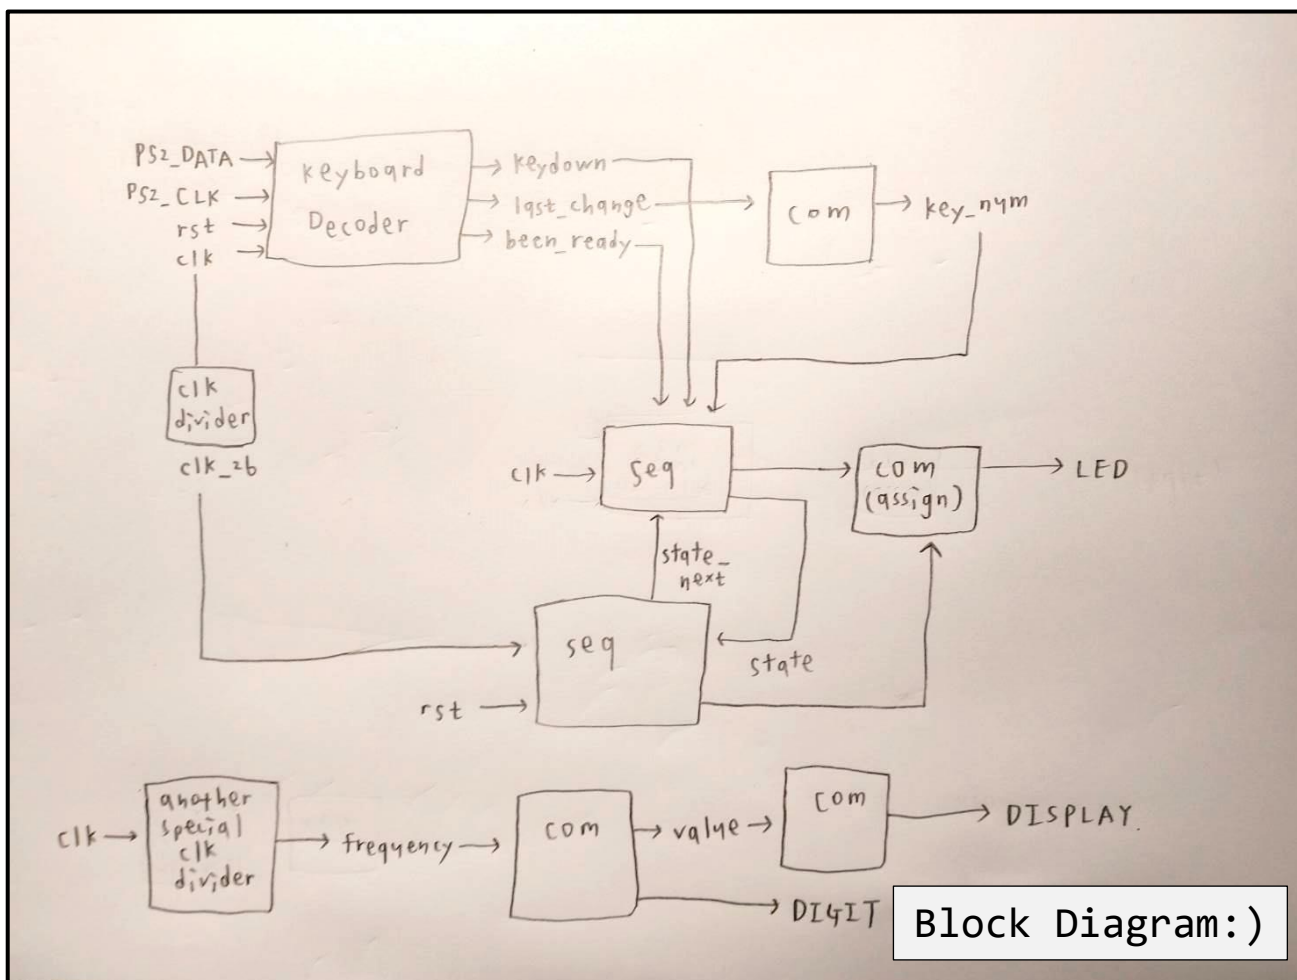 PS2_DATA
PS2_CLK
rst
clk
keyboard
Decoder
keydown
last_change
been_ready
com
key_num
clk
divider
clk_26
clk
seq
com
(assign)
LED
state_
next
seq
state
rst
clk
another
special
clk
divider
frequency
com
value
com
DISPLAY
DIGIT
Block Diagram:)